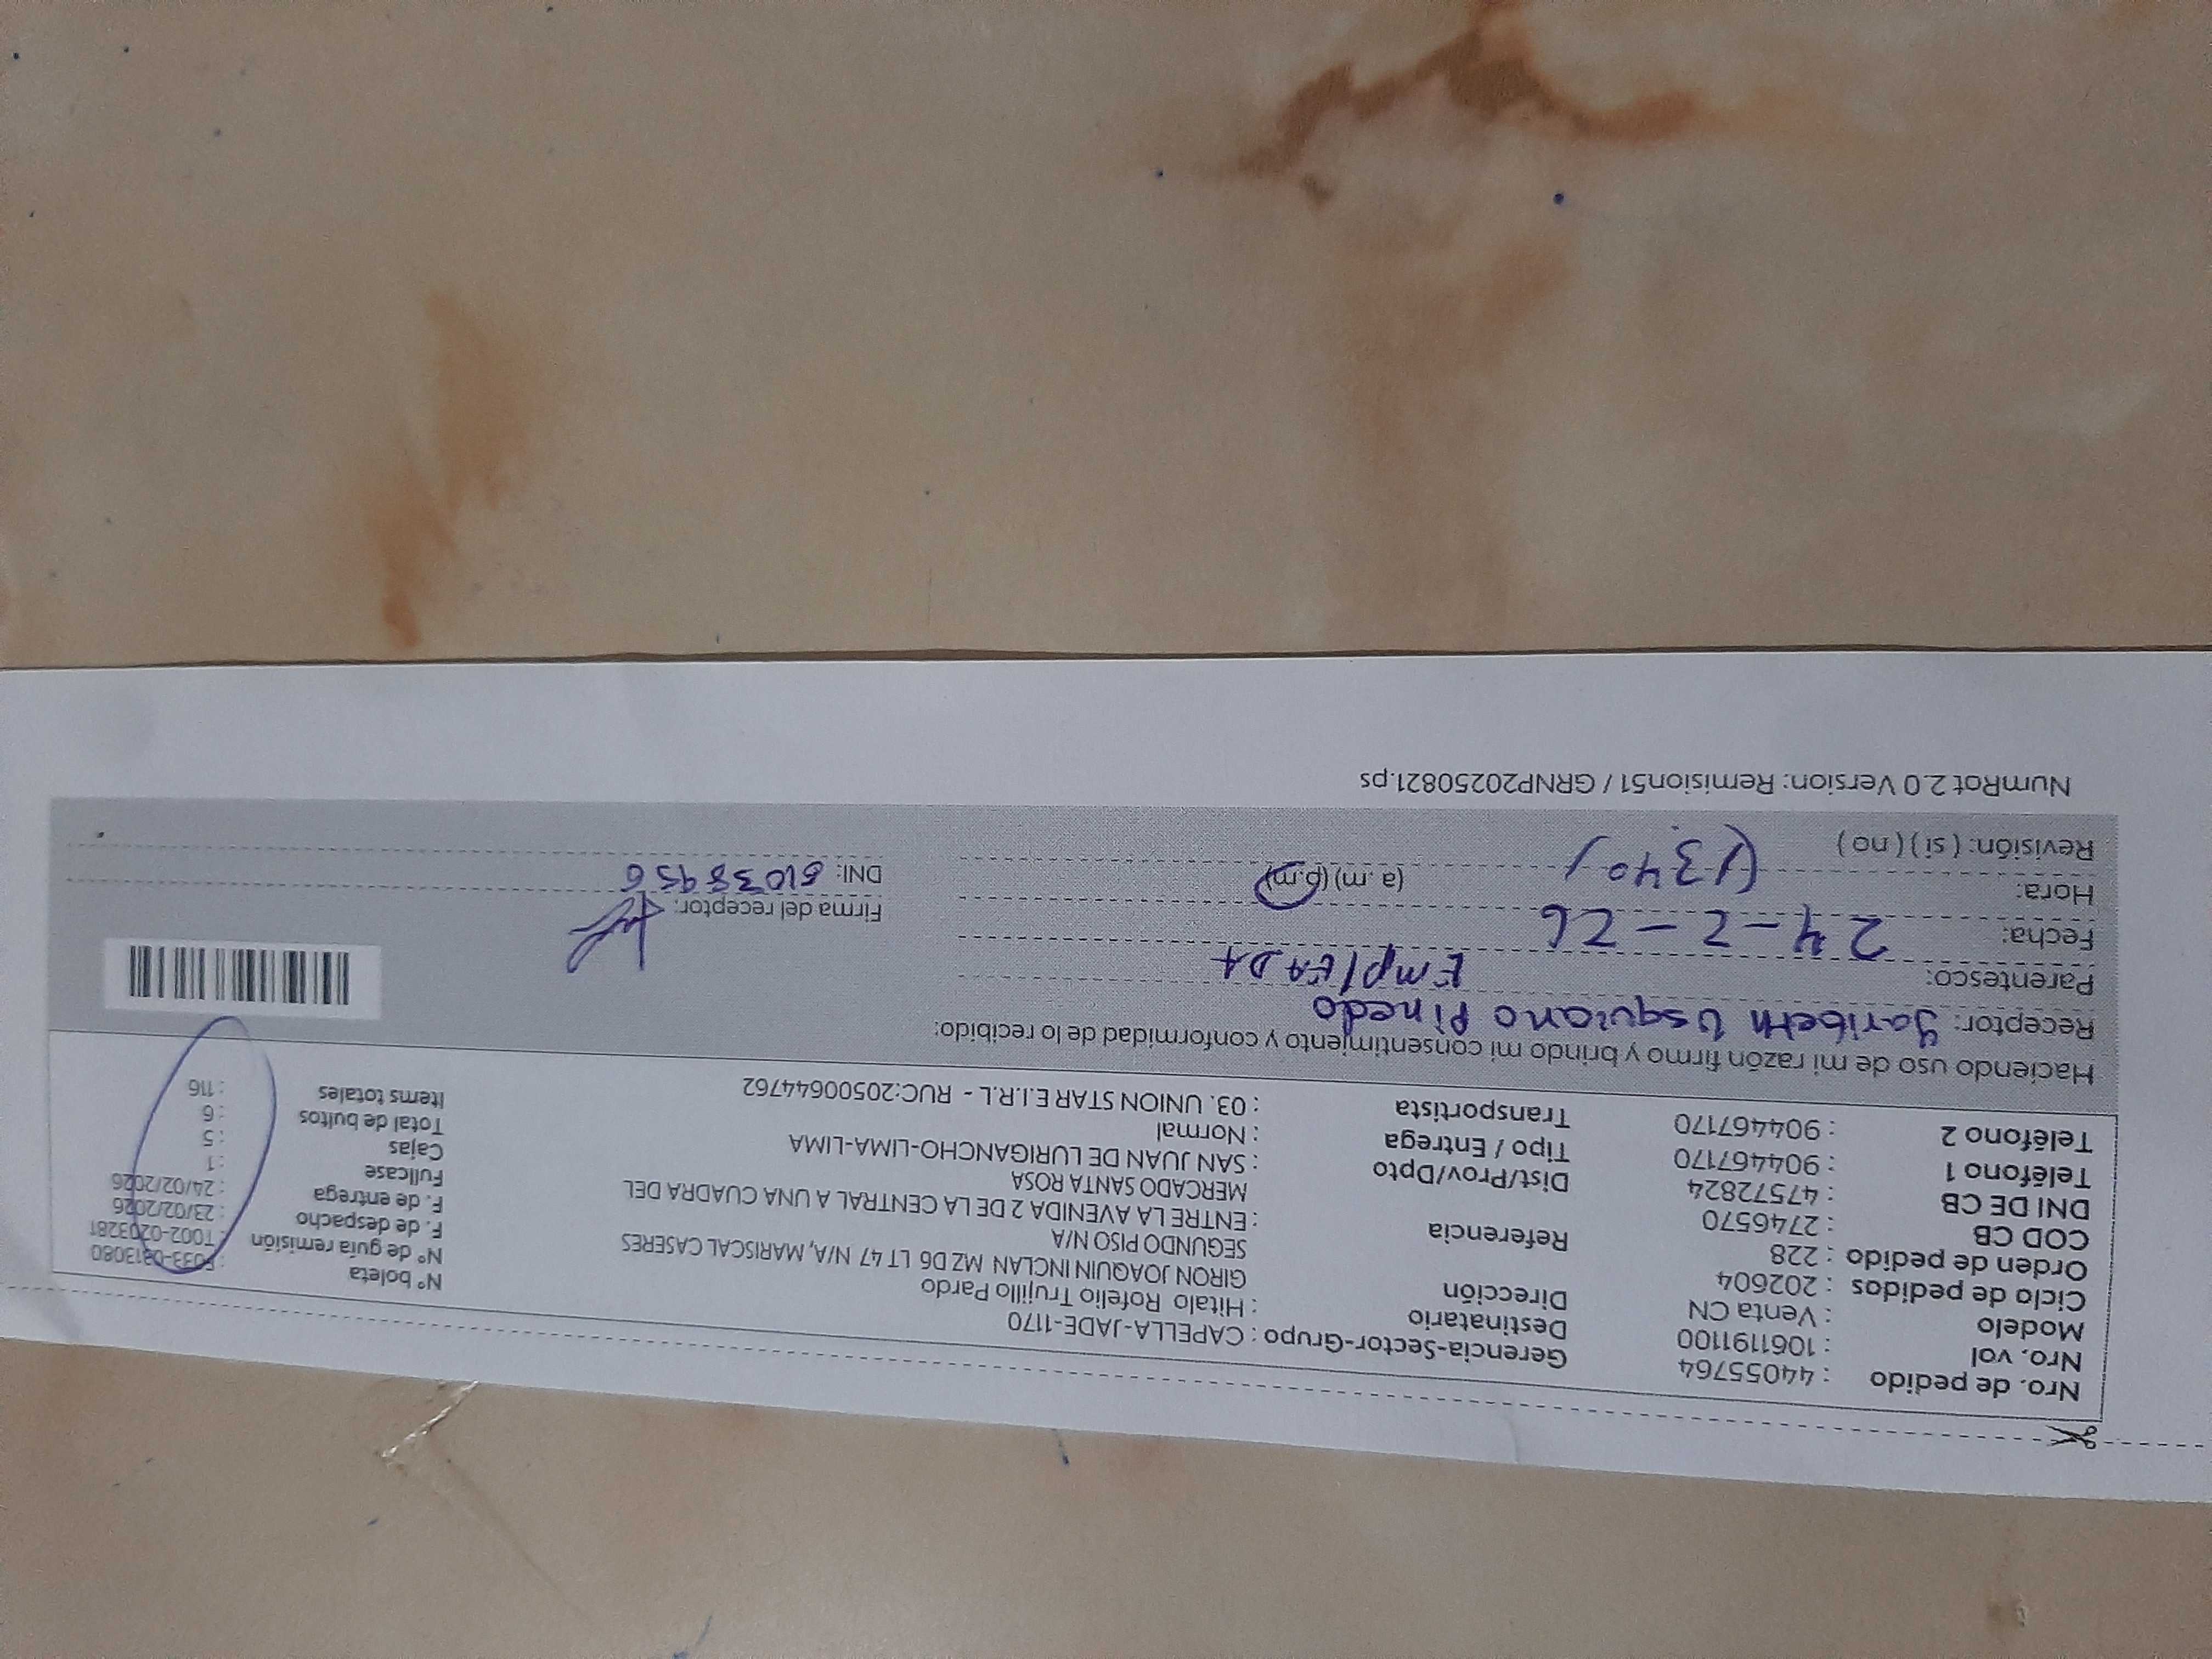 Nro. de pedido : 44055764
Nro. vol : 1061191100
Modelo : Venta CN
Ciclo de pedidos : 202604
Orden de pedido : 228
COD CB : 2746570
DNI DE CB : 47572824
Teléfono 1 : 904467170
Teléfono 2 : 904467170
Gerencia-Sector-Grupo : CAPELLA-JADE-1170
Destinatario : Hitalo Rofelio Trujillo Pardo
Dirección GIRON JOAQUIN INCLAN MZ D6 LT 47 N/A, MARISCAL CASERES
SEGUNDO PISO N/A
Referencia : ENTRE LA AVENIDA 2 DE LA CENTRAL A UNA CUADRA DEL
MERCADO SANTA ROSA
Dist/Prov/Dpto : SAN JUAN DE LURIGANCHO-LIMA-LIMA
Tipo / Entrega : Normal
Transportista : 03. UNION STAR E.I.R.L - RUC:20500644762
N° boleta
N° de guía remisión : T002-0203281
F. de despacho : 23/02/2026
F. de entrega : 24/02/2026
Fullcase : 1
Cajas : 5
Total de bultos : 6
Items totales : 116
Haciendo uso de mi razón firmo y brindo mi consentimiento y conformidad de lo recibido:
Receptor: Yaribeth Usquiano Pinedo
Parentesco: EmplEADA
Fecha: 24-2-26
Hora: (1340) (a.m) (p.m)
Revisión: ( si ) ( no )
Firma del receptor:
DNI:
NumRot 2.0 Version: Remision51 / GRNP20250821.ps